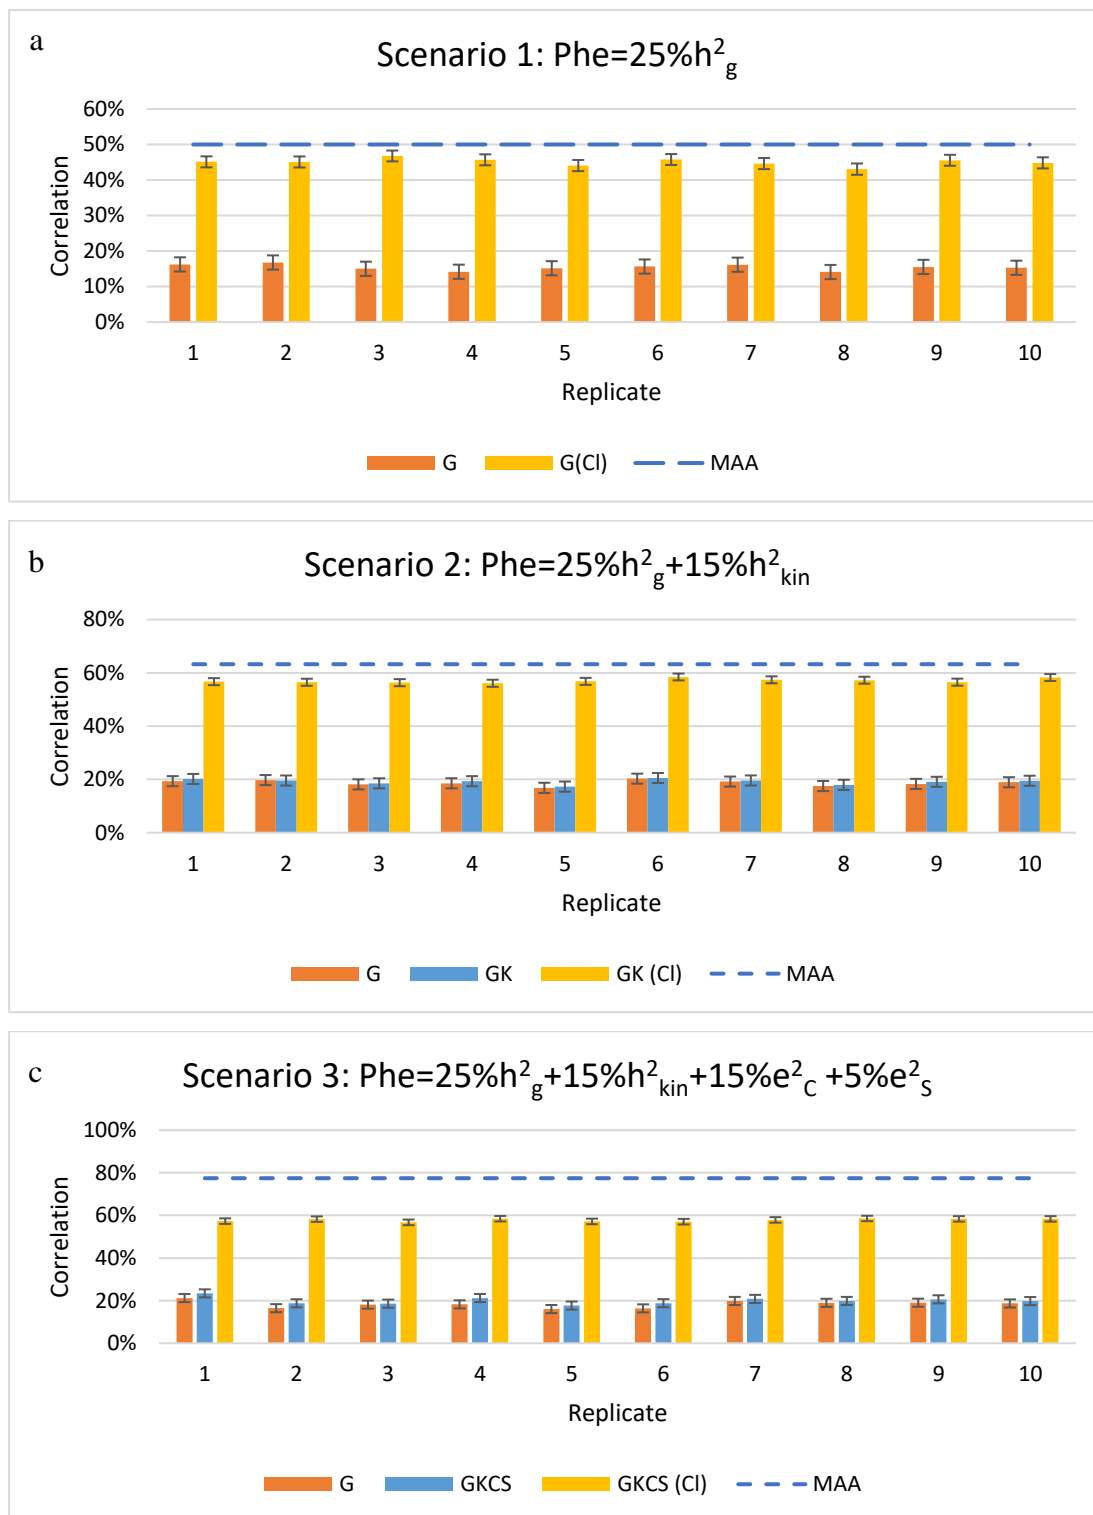 a
Scenario 1: Phe=25%h²g
60%
50%
40%
30%
20%
10%
0%
Correlation
1 2 3 4 5 6 7 8 9 10
Replicate
G G(Cl) MAA
b
Scenario 2: Phe=25%h²g+15%h²kin
80%
60%
40%
20%
0%
Correlation
1 2 3 4 5 6 7 8 9 10
Replicate
G GK GK (Cl) MAA
c
Scenario 3: Phe=25%h²g+15%h²kin+15%e²C +5%e²S
100%
80%
60%
40%
20%
0%
Correlation
1 2 3 4 5 6 7 8 9 10
Replicate
G GKCS GKCS (Cl) MAA